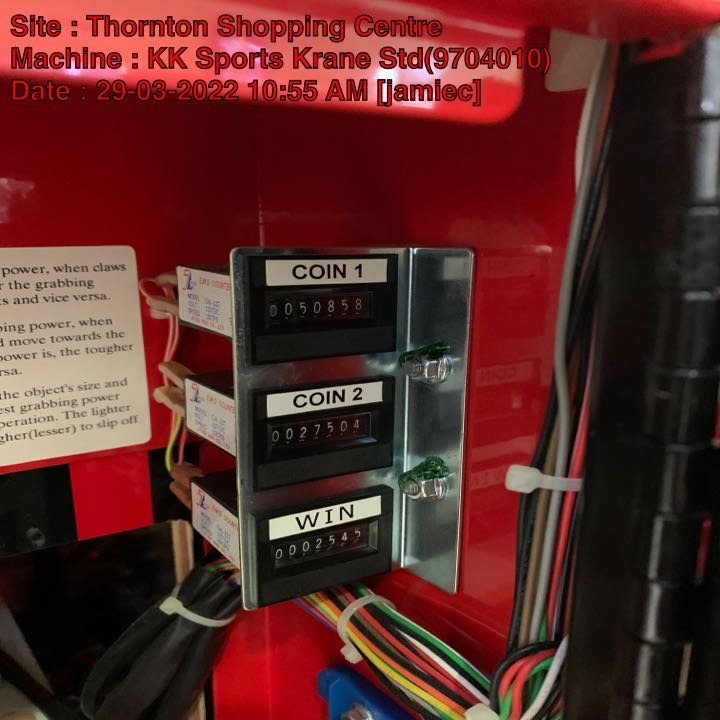 Site : Thornton Shopping Centre
Machine : KK Sports Krane Std(9704010)
Date : 29-03-2022 10:55 AM [jamiec]
power, when claws
r the grabbing
ts and vice versa.
ping power, when
d move towards the
power is, the tougher
rsa.
the object's size and
est grabbing power
peration. The lighter
gher(lesser) to slip off
COIN 1
0050858
COIN 2
0027504
WIN
0002545